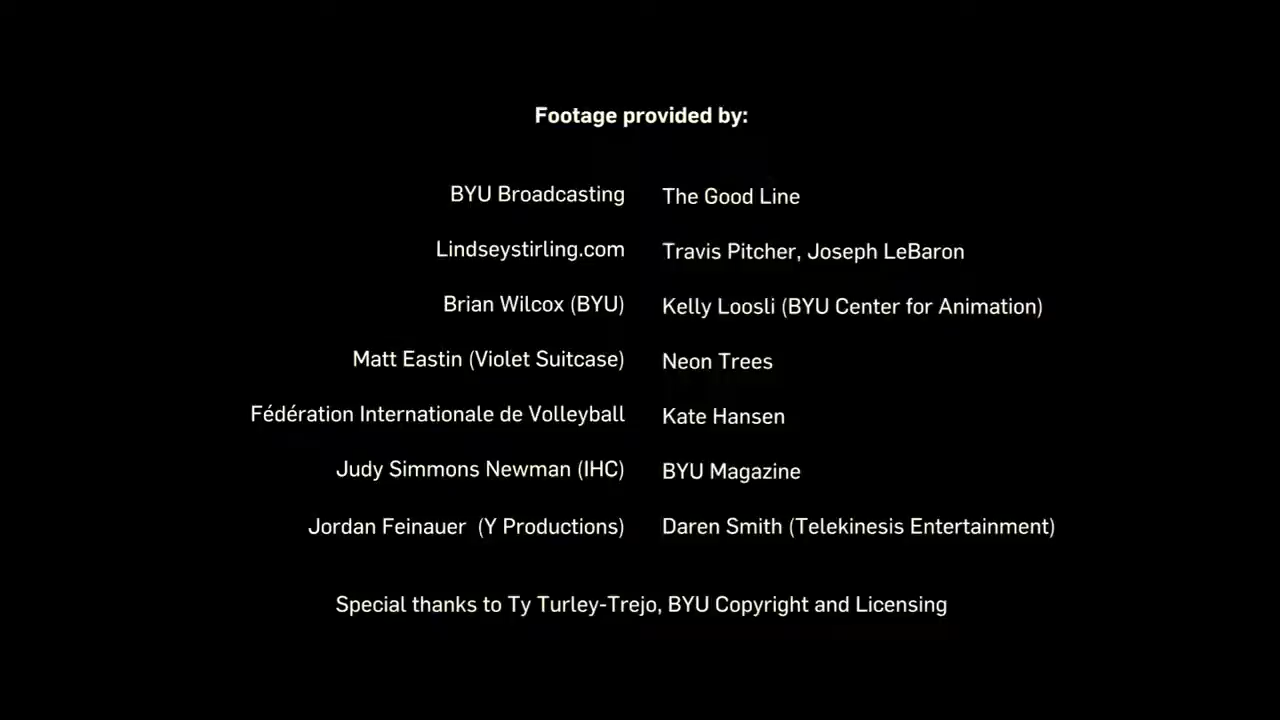 Footage provided by:
BYU Broadcasting
The Good Line
Lindseystirling.com
Travis Pitcher, Joseph LeBaron
Brian Wilcox (BYU)
Kelly Loosli (BYU Center for Animation)
Matt Eastin (Violet Suitcase)
Neon Trees
Fédération Internationale de Volleyball
Kate Hansen
Judy Simmons Newman (IHC)
BYU Magazine
Jordan Feinauer  (Y Productions)
Daren Smith (Telekinesis Entertainment)
Special thanks to Ty Turley-Trejo, BYU Copyright and Licensing